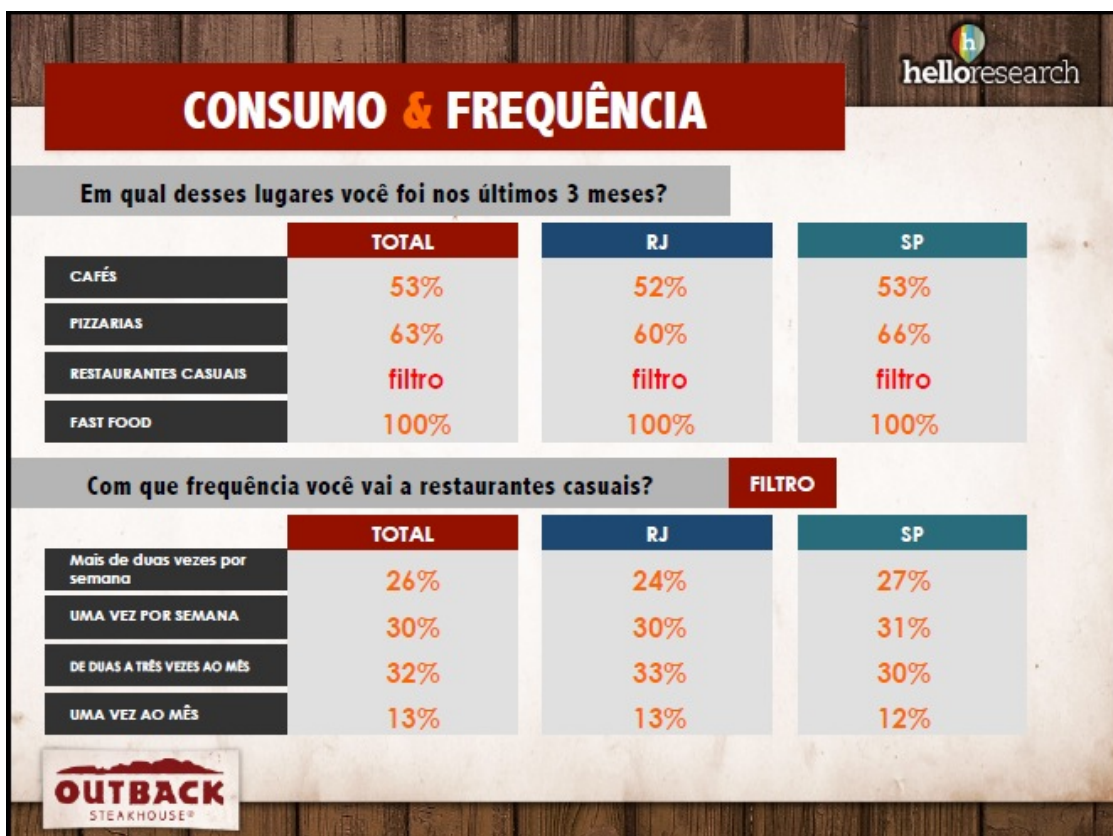 helloresearch
CONSUMO & FREQUÊNCIA
Em qual desses lugares você foi nos últimos 3 meses?
TOTAL RJ SP
CAFÉS 53% 52% 53%
PIZZARIAS 63% 60% 66%
RESTAURANTES CASUAIS filtro filtro filtro
FAST FOOD 100% 100% 100%
Com que frequência você vai a restaurantes casuais? FILTRO
TOTAL RJ SP
Mais de duas vezes por
semana 26% 24% 27%
UMA VEZ POR SEMANA 30% 30% 31%
DE DUAS A TRÊS VEZES AO MÊS 32% 33% 30%
UMA VEZ AO MÊS 13% 13% 12%
OUTBACK
STEAKHOUSE®